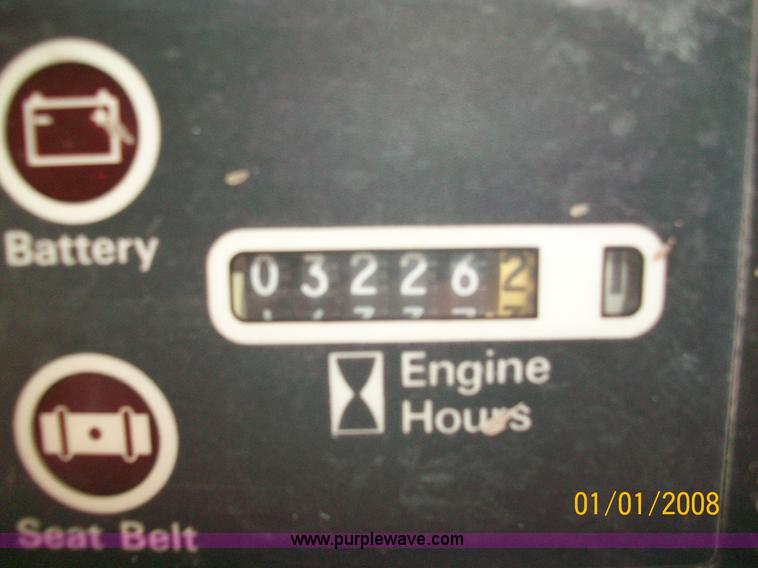 Battery
032262
Engine
Hours
Seat Belt
01/01/2008
www.purplewave.com